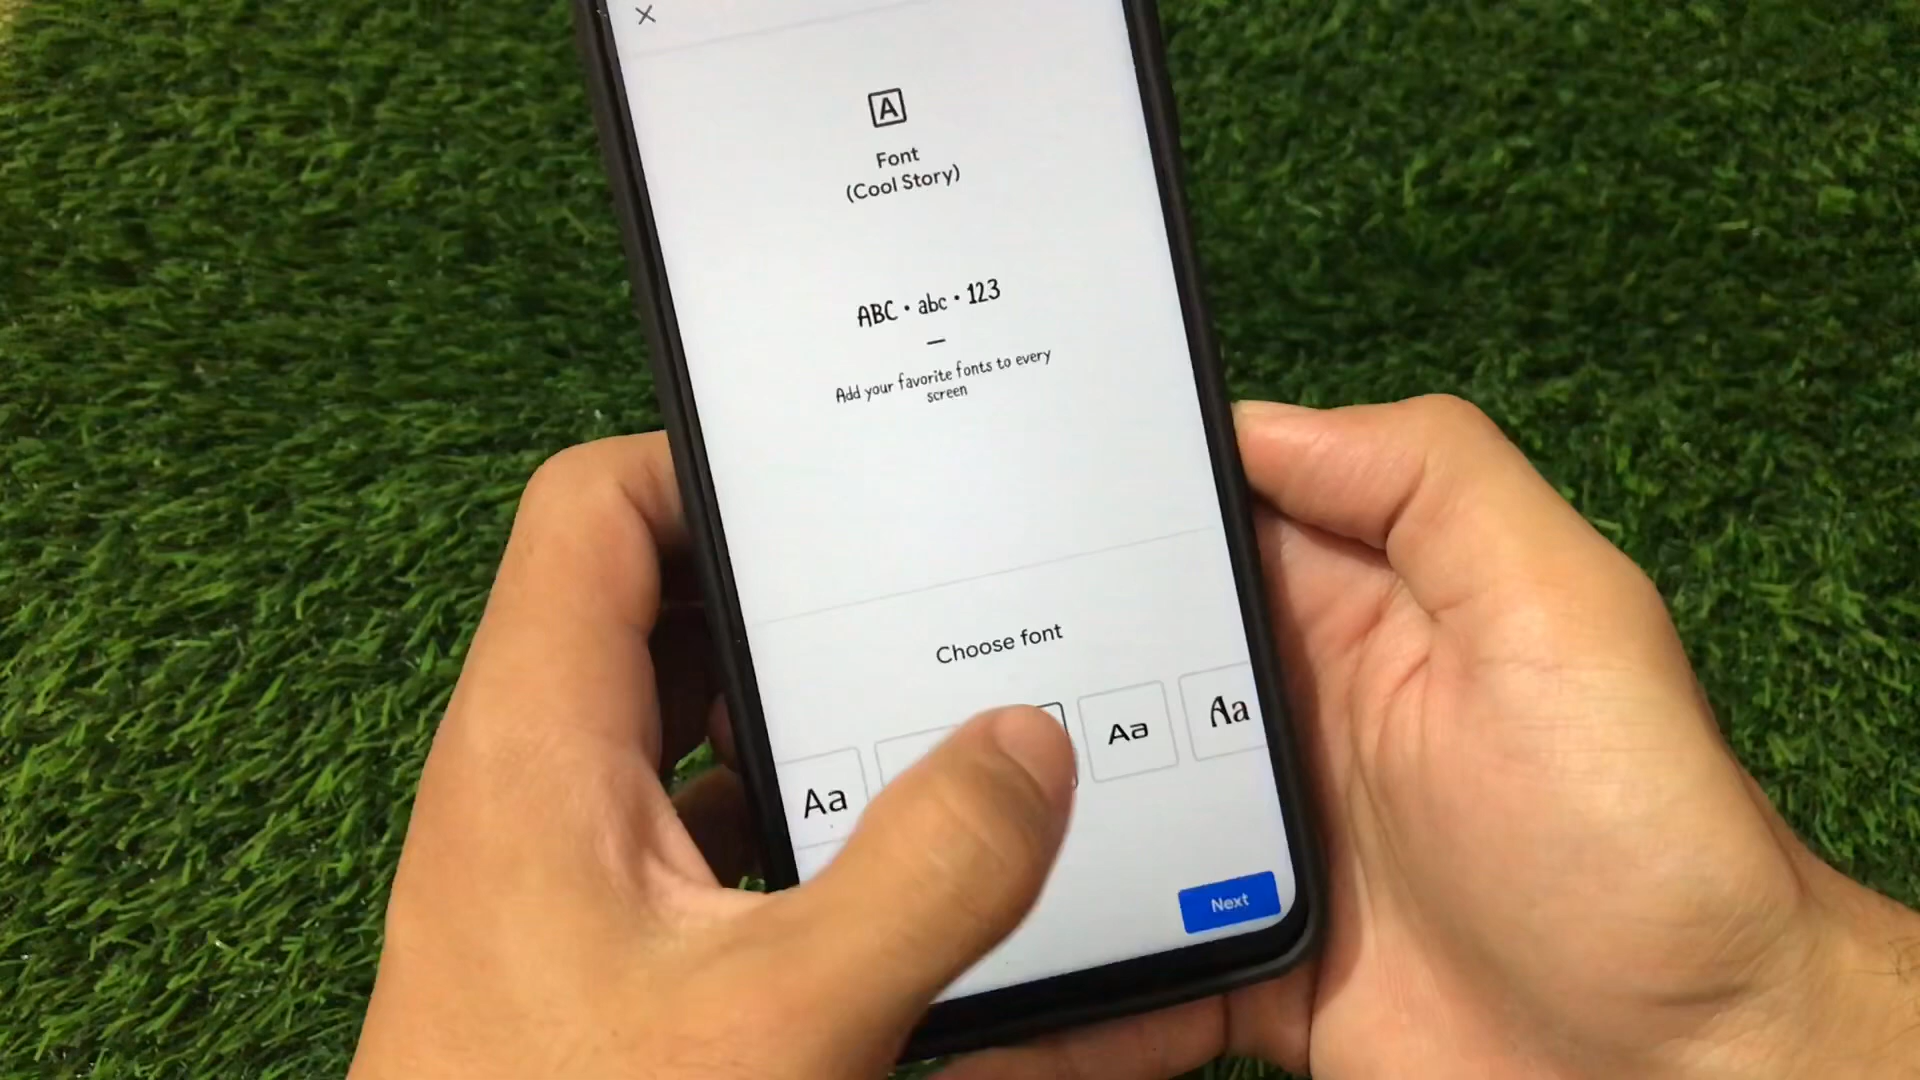 A
Font
(Cool Story)
ABC • abc • 123
Add your favorite fonts to every
screen
Choose font
Aa
Aa
Aa
Next